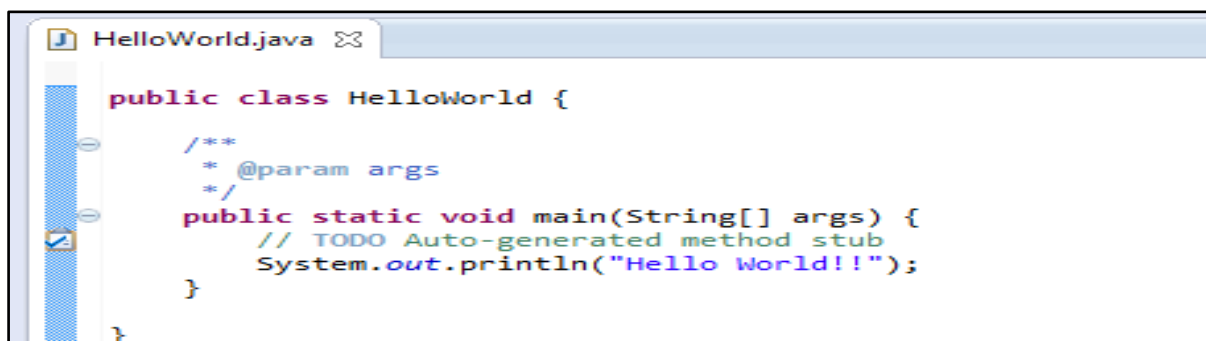 HelloWorld.java
public class HelloWorld {
/**
* @param args
*/
public static void main(String[] args) {
// TODO Auto-generated method stub
System.out.println("Hello World!!");
}
}